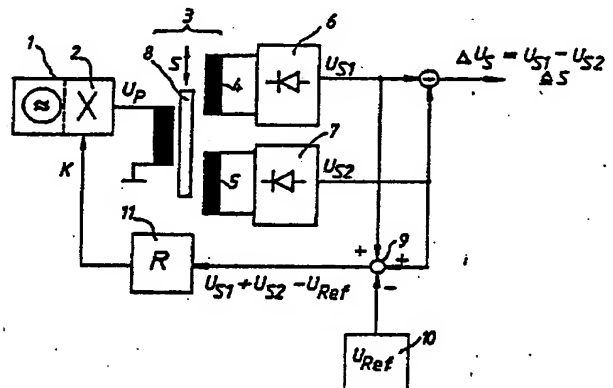 3
1
2
8
S
6
U_S1
ΔU_S = U_S1 - U_S2
≙ S
≈
X
U_P
4
7
U_S2
5
K
11
R
U_S1 + U_S2 - U_Ref
+
+
9
-
U_Ref
10